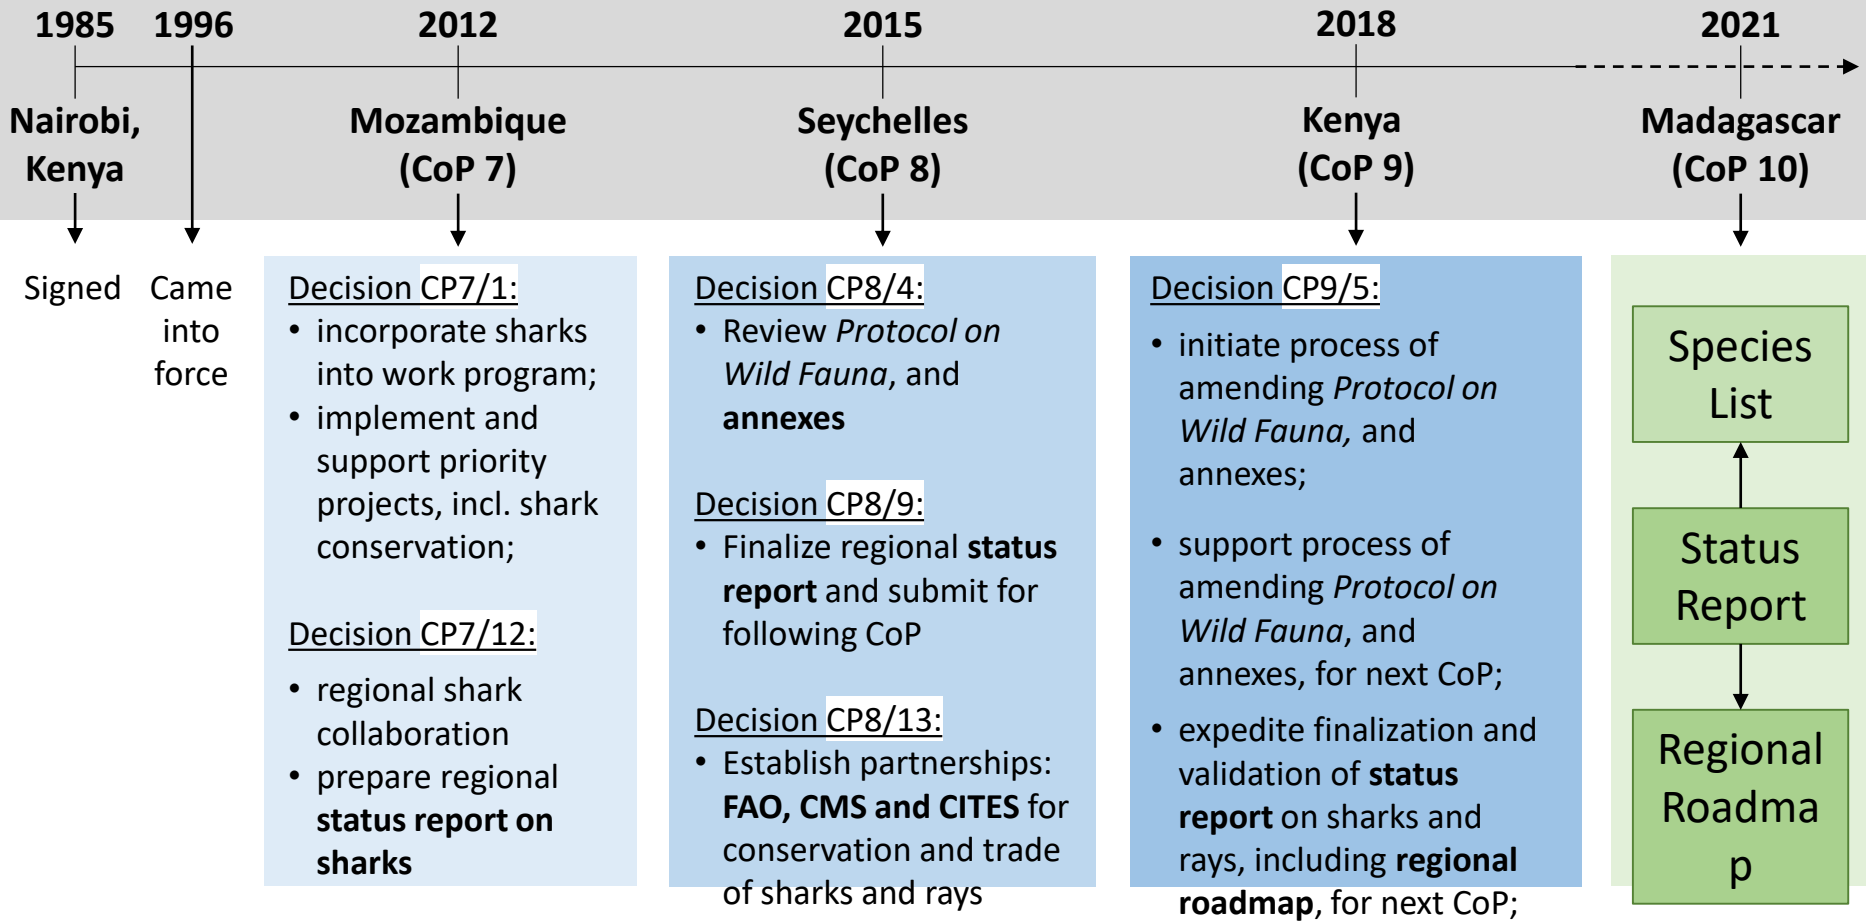 1985
1996
2012
2015
2018
2021
Nairobi,
Kenya
Mozambique
(CoP 7)
Seychelles
(CoP 8)
Kenya
(CoP 9)
Madagascar
(CoP 10)
Signed
Came
into
force
Decision CP7/1:
• incorporate sharks
into work program;
• implement and
support priority
projects, incl. shark
conservation;
Decision CP7/12:
• regional shark
collaboration
• prepare regional
status report on
sharks
Decision CP8/4:
• Review Protocol on
Wild Fauna, and
annexes
Decision CP8/9:
• Finalize regional status
report and submit for
following CoP
Decision CP8/13:
• Establish partnerships:
FAO, CMS and CITES for
conservation and trade
of sharks and rays
Decision CP9/5:
• initiate process of
amending Protocol on
Wild Fauna, and
annexes;
• support process of
amending Protocol on
Wild Fauna, and
annexes, for next CoP;
• expedite finalization and
validation of status
report on sharks and
rays, including regional
roadmap, for next CoP;
Species
List
Status
Report
Regional
Roadma
p